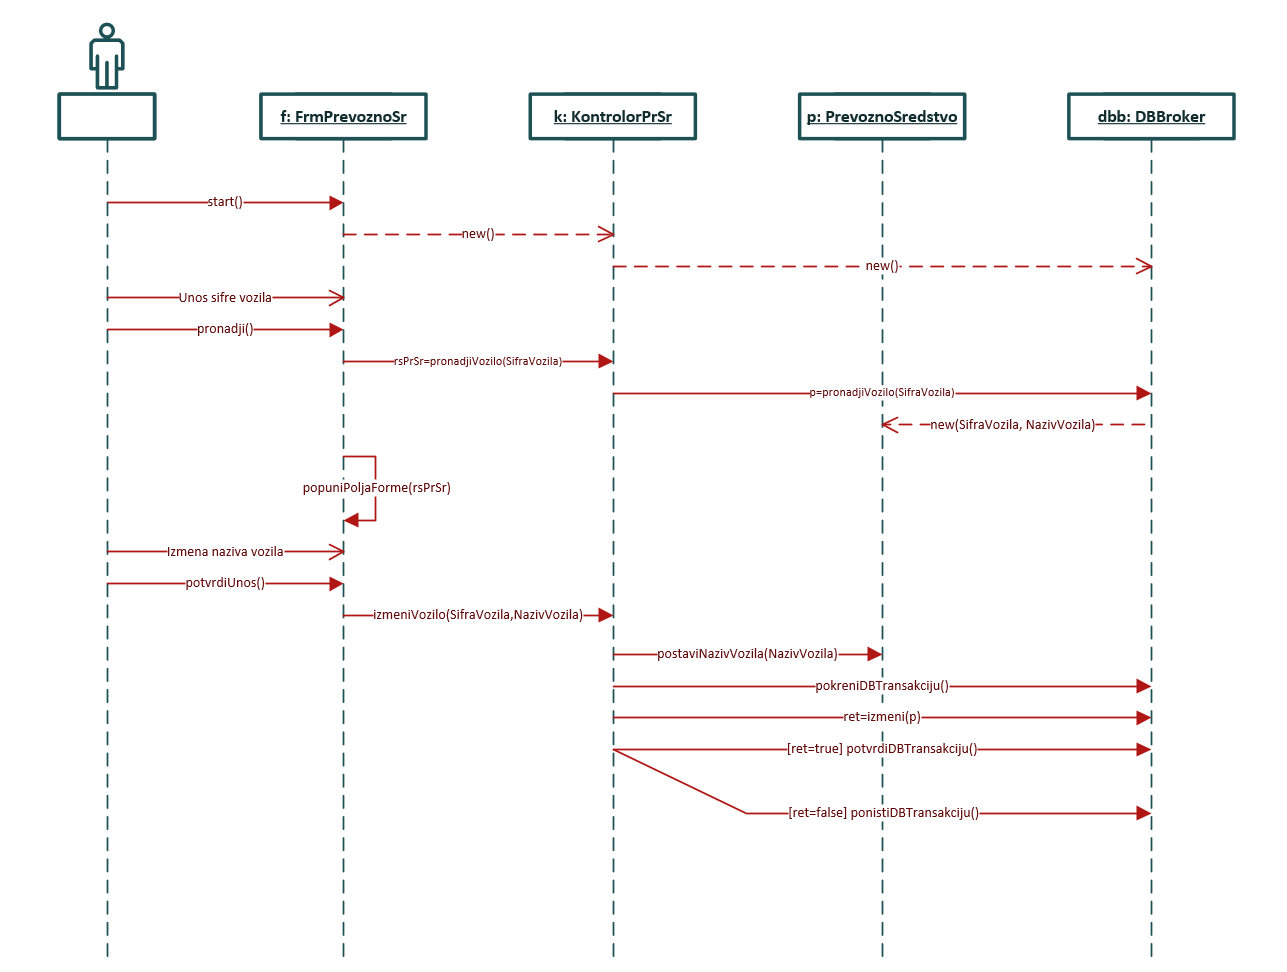 f: FrmPrevoznoSr
k: KontrolorPrSr
p: PrevoznoSredstvo
dbb: DBBroker
start()
new()
new()
Unos sifre vozila
pronadji()
rsPrSr=pronadjiVozilo(SifraVozila)
p=pronadjiVozilo(SifraVozila)
new(SifraVozila, NazivVozila)
popuniPoljaForme(rsPrSr)
Izmena naziva vozila
potvrdiUnos()
izmeniVozilo(SifraVozila,NazivVozila)
postaviNazivVozila(NazivVozila)
pokreniDBTransakciju()
ret=izmeni(p)
[ret=true] potvrdiDBTransakciju()
[ret=false] ponistiDBTransakciju()